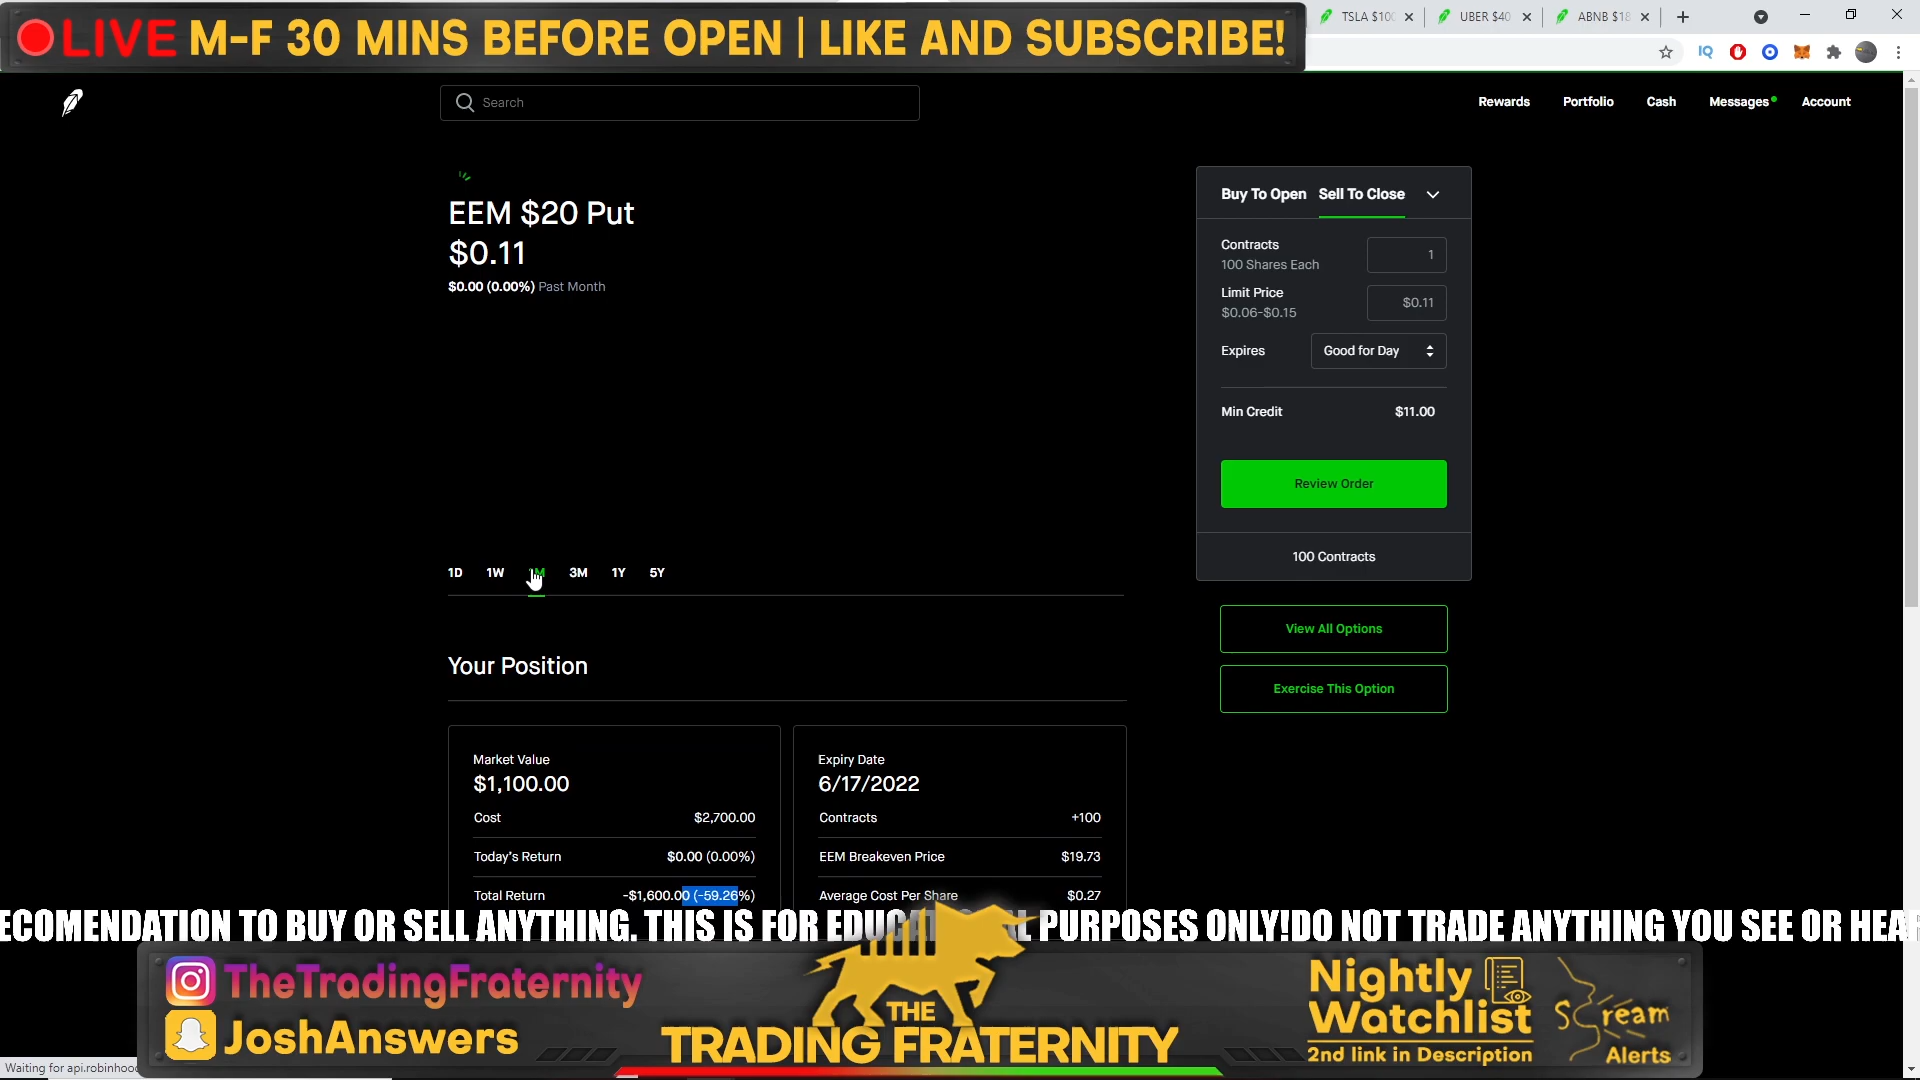 LIVE M-F 30 MINS BEFORE OPEN | LIKE AND SUBSCRIBE!
TSLA $100
UBER $40
ABNB $18
IQ
Search
Rewards
Portfolio
Cash
Messages
Account
EEM $20 Put
$0.11
$0.00 (0.00%) Past Month
1D 1W 1M 3M 1Y 5Y
Buy To Open Sell To Close
Contracts
100 Shares Each
1
Limit Price
$0.06-$0.15
$0.11
Expires
Good for Day
Min Credit $11.00
Review Order
100 Contracts
View All Options
Exercise This Option
Your Position
Market Value
$1,100.00
Cost $2,700.00
Today's Return $0.00 (0.00%)
Total Return -$1,600.00 (-59.26%)
Expiry Date
6/17/2022
Contracts +100
EEM Breakeven Price $19.73
Average Cost Per Share $0.27
ECOMENDATION TO BUY OR SELL ANYTHING. THIS IS FOR EDUCATIONAL PURPOSES ONLY!DO NOT TRADE ANYTHING YOU SEE OR HEA
TheTradingFraternity
JoshAnswers
THE
TRADING FRATERNITY
Nightly
Watchlist
2nd link in Description
Scream
Alerts
Waiting for api.robinhoo